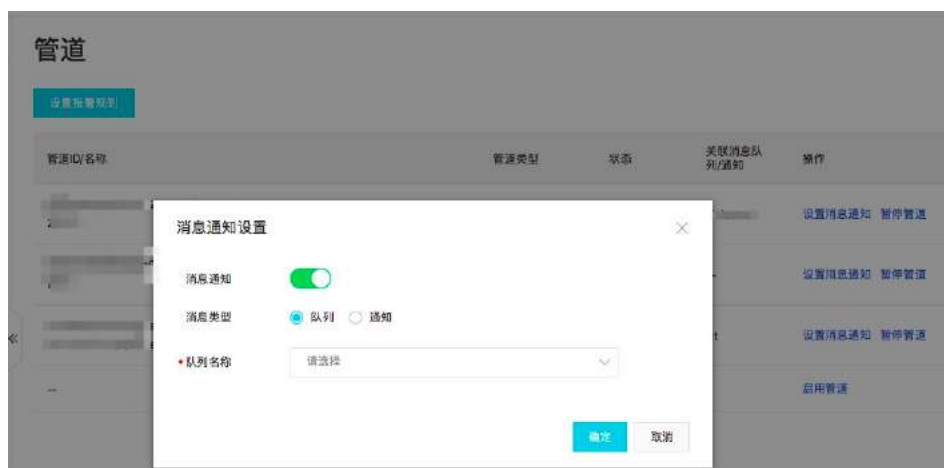 管道
设置报警规则
管道ID/名称 管道类型 状态 关联消息队列/通知 操作
设置消息通知 暂停管道
消息通知设置
设置消息通知 暂停管道
消息通知
消息类型 队列 通知
设置消息通知 暂停管道
*队列名称 请选择
-- 启用管道
确定 取消